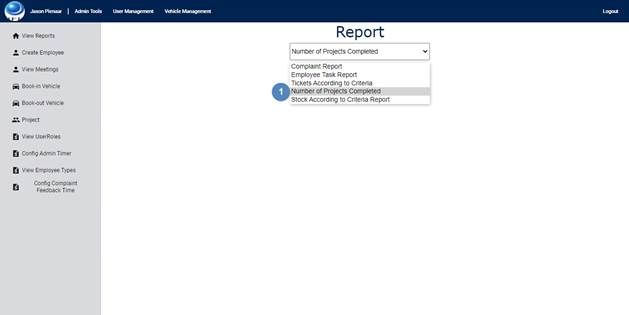 Jason Pienaar | Admin Tools User Management Vehicle Management Logout
Report
View Reports
Create Employee
View Meetings
Book-in Vehicle
Book-out Vehicle
Project
View UserRoles
Config Admin Timer
View Employee Types
Config Complaint
Feedback Time
Number of Projects Completed
Complaint Report
Employee Task Report
Tickets According to Criteria
1 Number of Projects Completed
Stock According to Criteria Report